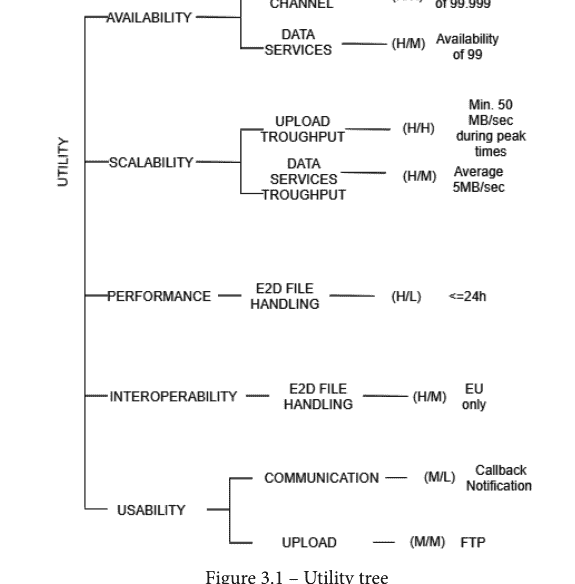 AVAILABILITY
CHANNEL
of 99.999
DATA
SERVICES
(H/M)
Availability
of 99
UTILITY
SCALABILITY
UPLOAD
TROUGHPUT
(H/H)
Min. 50
MB/sec
during peak
times
DATA
SERVICES
TROUGHPUT
(H/M)
Average
5MB/sec
PERFORMANCE
E2D FILE
HANDLING
(H/L)
<=24h
INTEROPERABILITY
E2D FILE
HANDLING
(H/M)
EU
only
USABILITY
COMMUNICATION
(M/L)
Callback
Notification
UPLOAD
(M/M)
FTP
Figure 3.1 – Utility tree